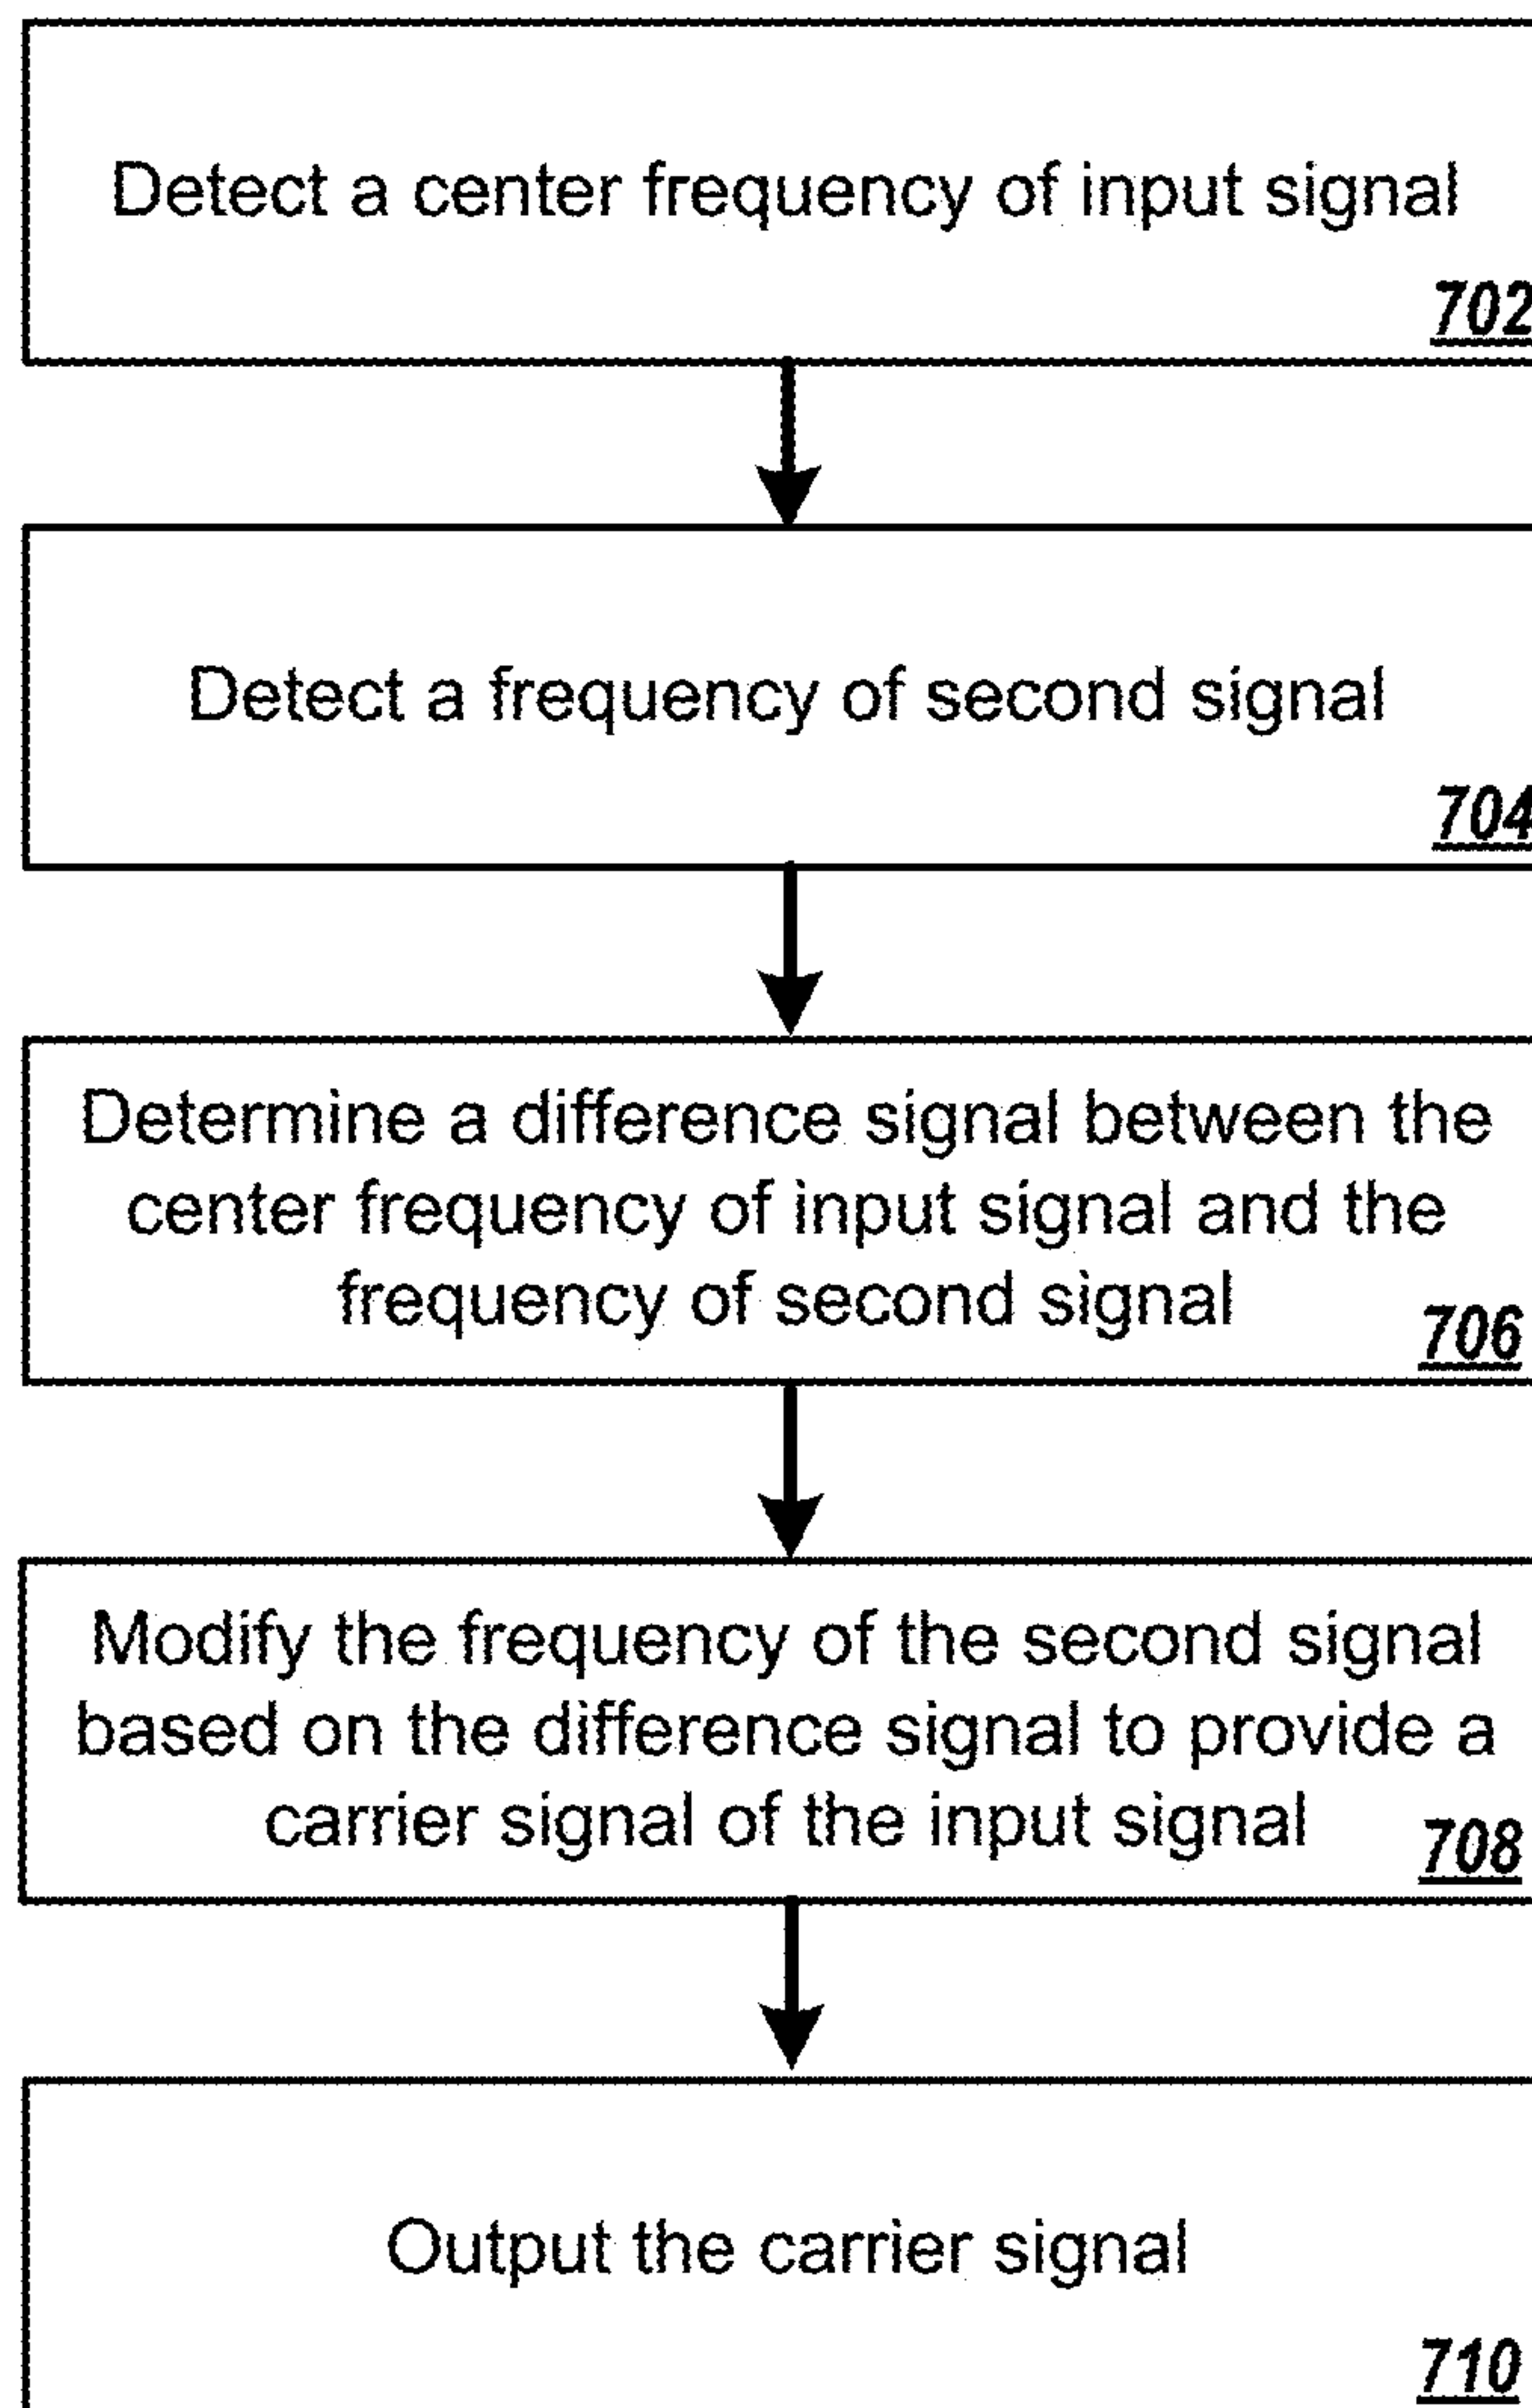 Detect a center frequency of input signal
702
Detect a frequency of second signal
704
Determine a difference signal between the
center frequency of input signal and the
frequency of second signal
706
Modify the frequency of the second signal
based on the difference signal to provide a
carrier signal of the input signal
708
Output the carrier signal
710